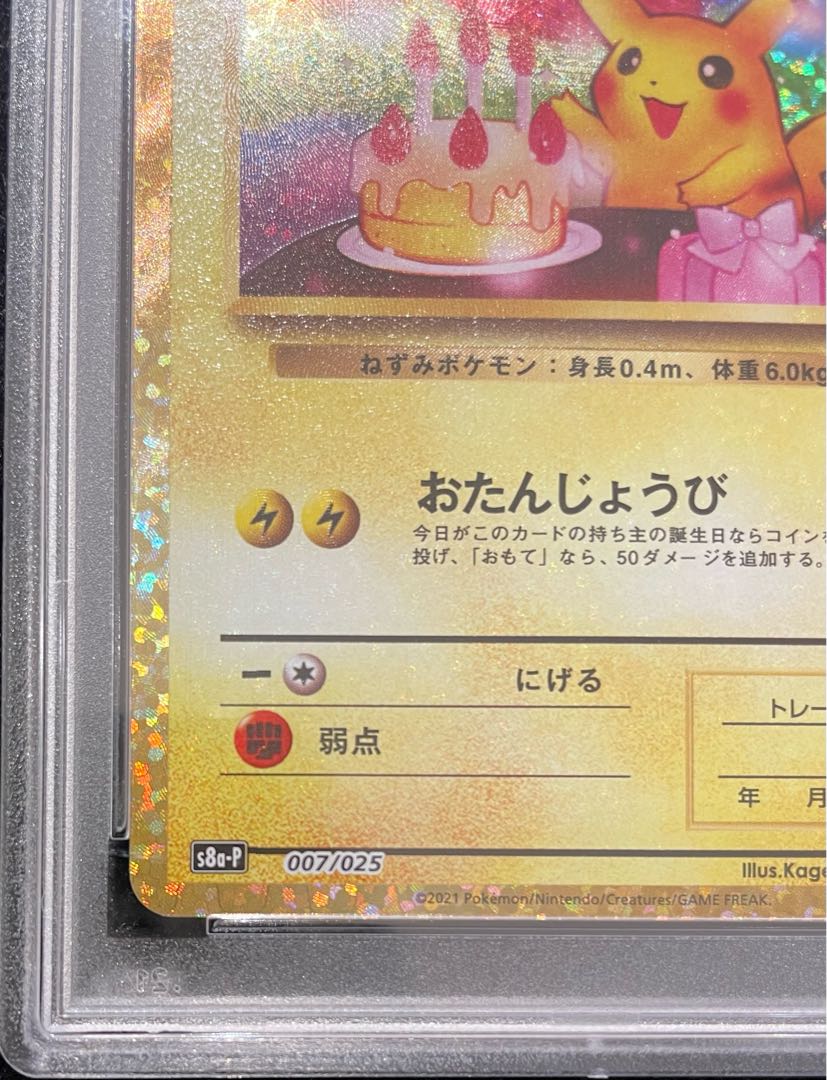 ねずみポケモン：身長0.4m、体重6.0kg
おたんじょうび
今日がこのカードの持ち主の誕生日ならコイン
投げ、「おもて」なら、50ダメージを追加する。
にげる
トレー
弱点
年 月
s8a-P 007/025
Illus.Kage
©2021 Pokémon/Nintendo/Creatures/GAME FREAK.